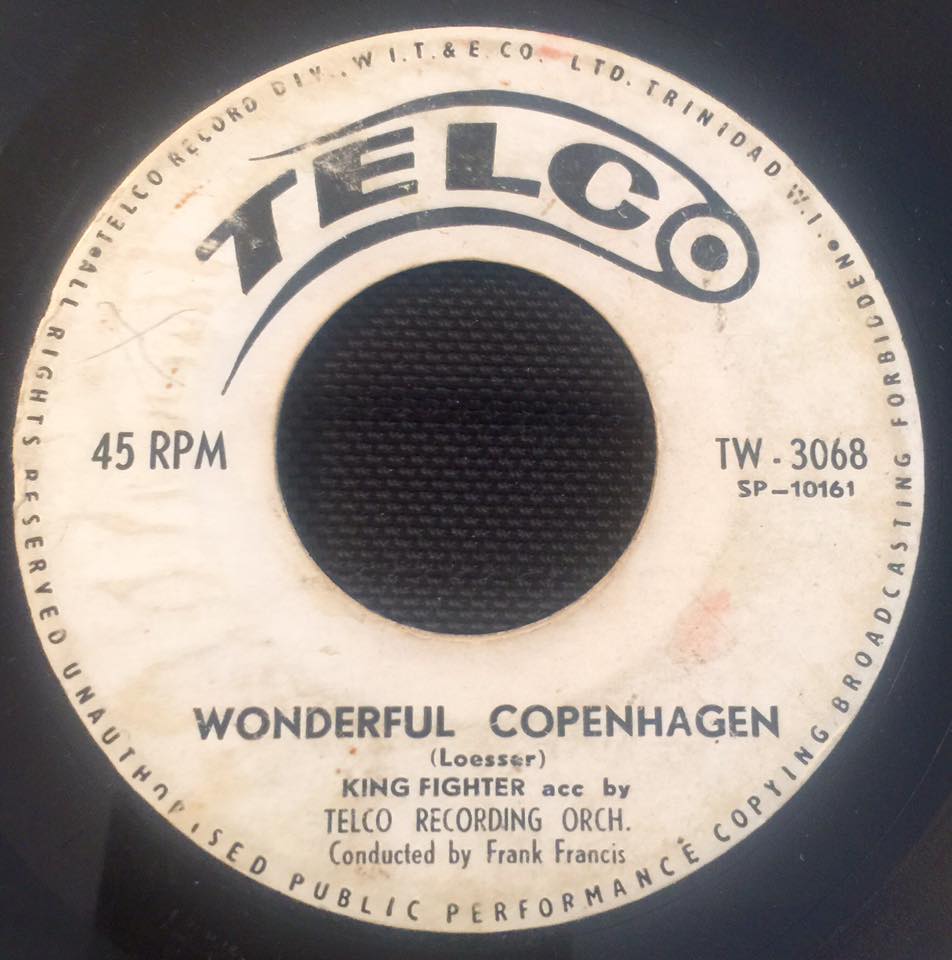 TELCO RECORD DIV., W I.T. & E. CO. LTD. TRINIDAD W.I.
TELCO
45 RPM
TW - 3068
SP-10161
WONDERFUL COPENHAGEN
(Loesser)
KING FIGHTER acc by
TELCO RECORDING ORCH.
Conducted by Frank Francis
ALL RIGHTS RESERVED UNAUTHORISED PUBLIC PERFORMANCE COPYING BROADCASTING FORBIDDEN